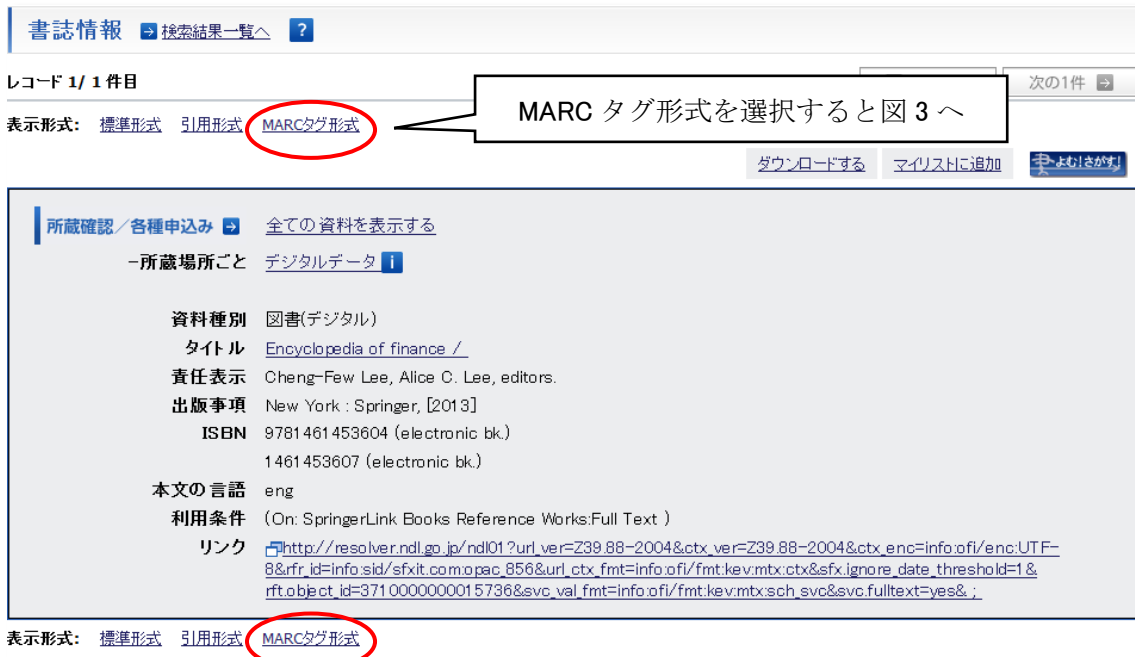 書誌情報 検索結果一覧へ ?
レコード 1/ 1 件目
次の1件
MARC タグ形式を選択すると図 3 へ
表示形式: 標準形式 引用形式 MARCタグ形式
ダウンロードする マイリストに追加 よむ!さがす!
所蔵確認/各種申込み 全ての資料を表示する
-所蔵場所ごと デジタルデータ i
資料種別 図書(デジタル)
タイトル Encyclopedia of finance /
責任表示 Cheng-Few Lee, Alice C. Lee, editors.
出版事項 New York : Springer, [2013]
ISBN 9781461453604 (electronic bk.)
1461453607 (electronic bk.)
本文の言語 eng
利用条件 (On: SpringerLink Books Reference Works:Full Text )
リンク http://resolver.ndl.go.jp/ndl01?url_ver=Z39.88-2004&ctx_ver=Z39.88-2004&ctx_enc=info:ofi/enc:UTF-
8&rfr_id=info:sid/sfxit.com:opac_856&url_ctx_fmt=info:ofi/fmt:kev:mtx:ctx&sfx.ignore_date_threshold=1&
rft.object_id=3710000000015736&svc_val_fmt=info:ofi/fmt:kev:mtx:sch_svc&svc.fulltext=yes& ;
表示形式: 標準形式 引用形式 MARCタグ形式